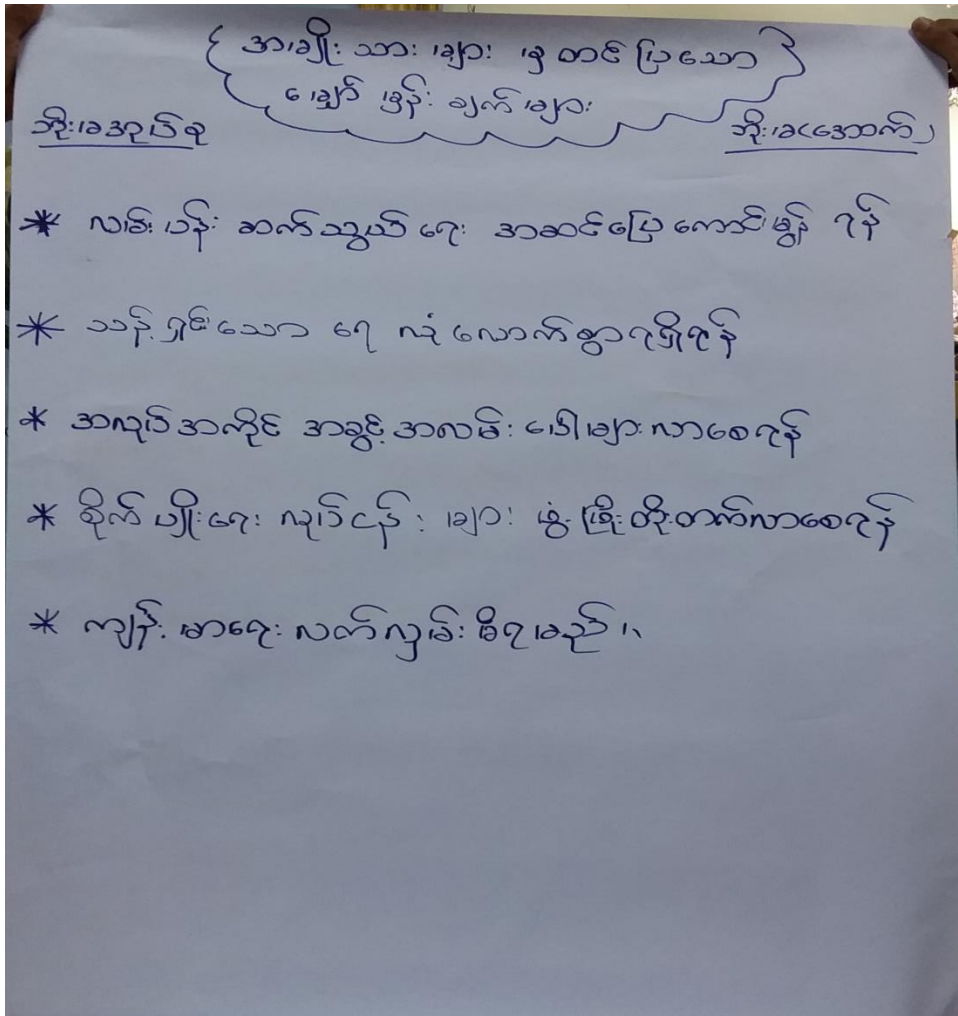 အမျိုးသားများ မှ တင်ပြသော
မျှော်မှန်းချက်များ
ဘိုးမအုပ်စု
ဘိုးမ(အောက်)
* လမ်းပန်းဆက်သွယ်ရေး အဆင်ပြေကောင်းမွန်ရန်
* သန့်ရှင်းသော ရေ လုံလောက်စွာရရှိရန်
* အလုပ်အကိုင် အခွင့်အလမ်း ပေါများလာစေရန်
* စိုက်ပျိုးရေး လုပ်ငန်းများ ဖွံ့ဖြိုးတိုးတက်လာစေရန်
* ကျန်းမာရေး လက်လှမ်းမီရမည်။